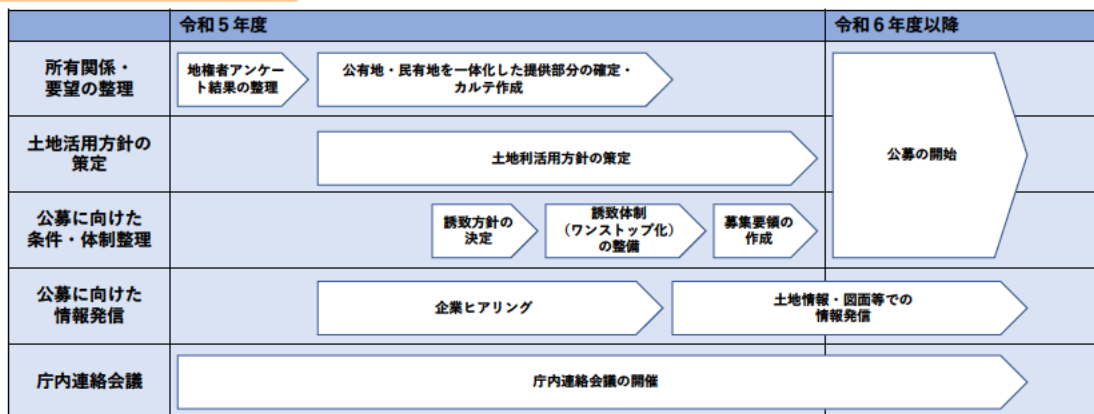 令和５年度
令和６年度以降
所有関係・
要望の整理
地権者アンケー
ト結果の整理
公有地・民有地を一体化した提供部分の確定・
カルテ作成
公募の開始
土地活用方針の
策定
土地利活用方針の策定
公募に向けた
条件・体制整理
誘致方針の
決定
誘致体制
（ワンストップ化）
の整備
募集要領の
作成
公募に向けた
情報発信
企業ヒアリング
土地情報・図面等での
情報発信
庁内連絡会議
庁内連絡会議の開催